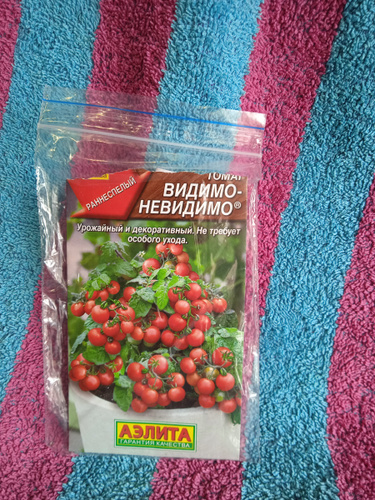 РАННЕСПЕЛЫЙ
ТОМАТ
ВИДИМО-
НЕВИДИМО®
Урожайный и декоративный. Не требует
особого ухода.
АЭЛИТА
ГАРАНТИЯ КАЧЕСТВА